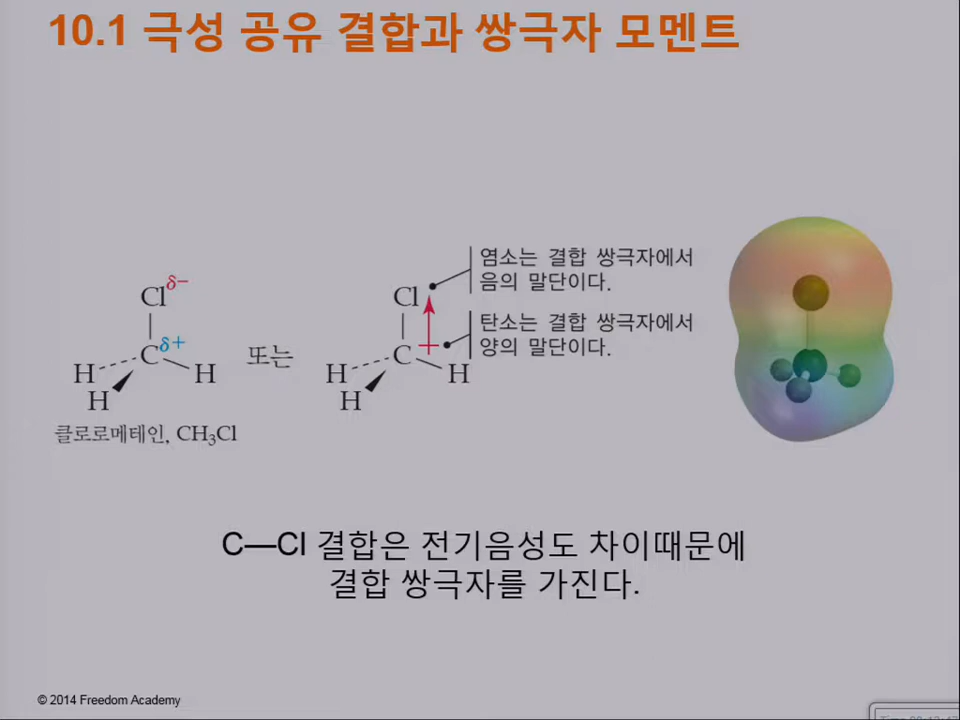 10.1 극성 공유 결합과 쌍극자 모멘트
Cl δ−
C δ+
H H
H
클로로메테인, CH₃Cl
또는
Cl
C
H H
H
염소는 결합 쌍극자에서
음의 말단이다.
탄소는 결합 쌍극자에서
양의 말단이다.
C—Cl 결합은 전기음성도 차이때문에
결합 쌍극자를 가진다.
© 2014 Freedom Academy